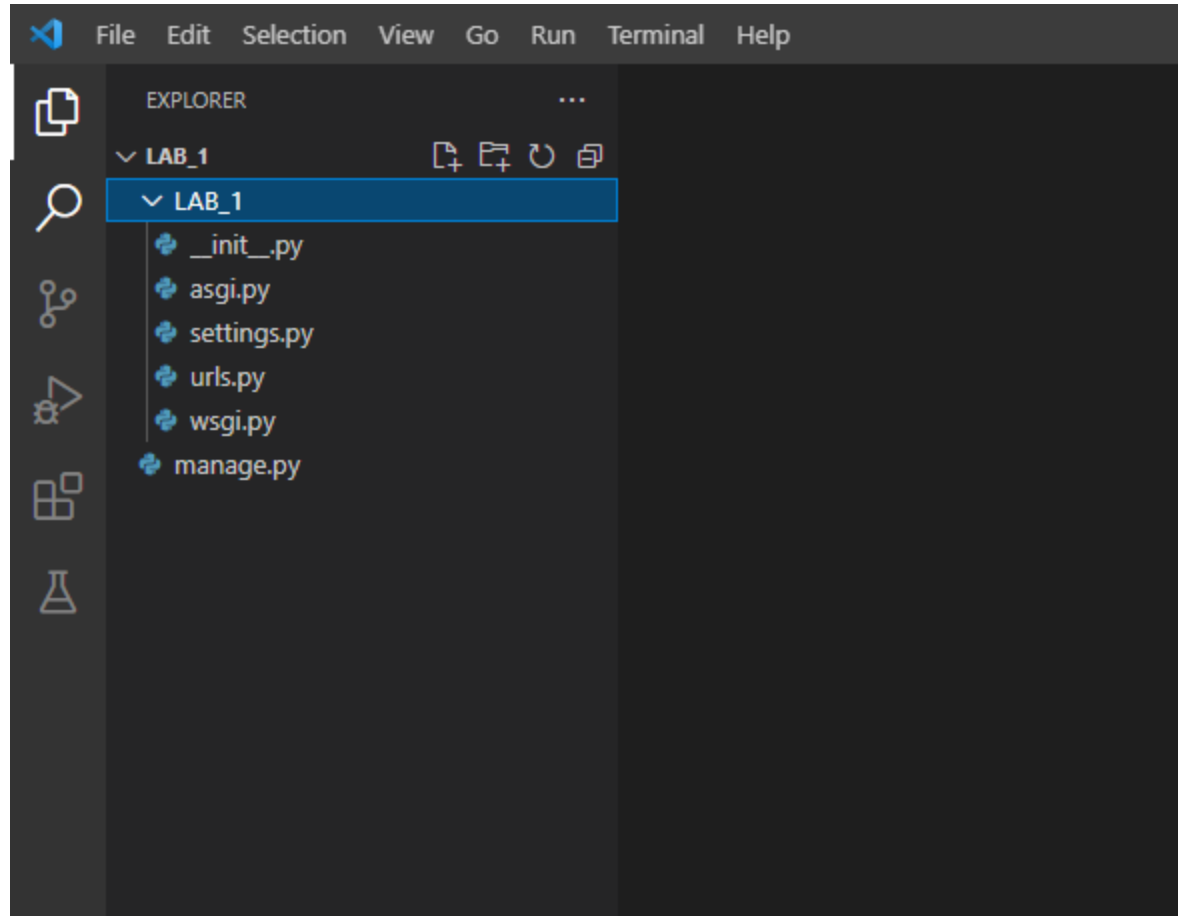 File Edit Selection View Go Run Terminal Help
EXPLORER
LAB_1
LAB_1
__init__.py
asgi.py
settings.py
urls.py
wsgi.py
manage.py